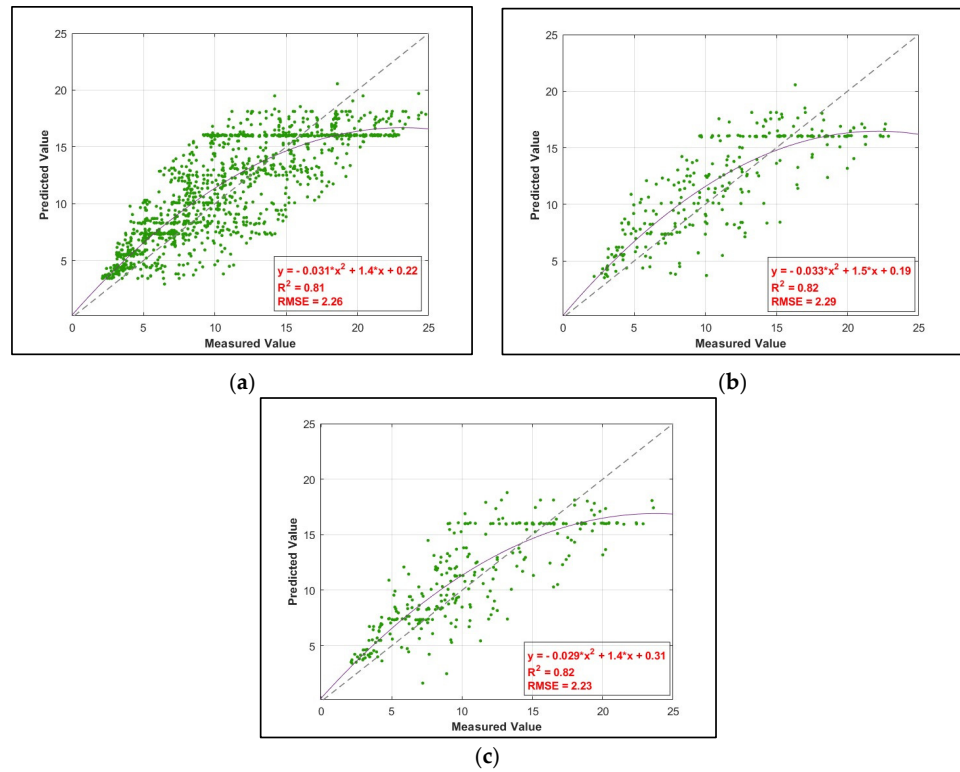 25
20
15
10
5
Predicted Value
y = - 0.031*x² + 1.4*x + 0.22
R² = 0.81
RMSE = 2.26
0 5 10 15 20 25
Measured Value
(a)
25
20
15
10
5
Predicted Value
y = - 0.033*x² + 1.5*x + 0.19
R² = 0.82
RMSE = 2.29
0 5 10 15 20 25
Measured Value
(b)
25
20
15
10
5
Predicted Value
y = - 0.029*x² + 1.4*x + 0.31
R² = 0.82
RMSE = 2.23
0 5 10 15 20 25
Measured Value
(c)